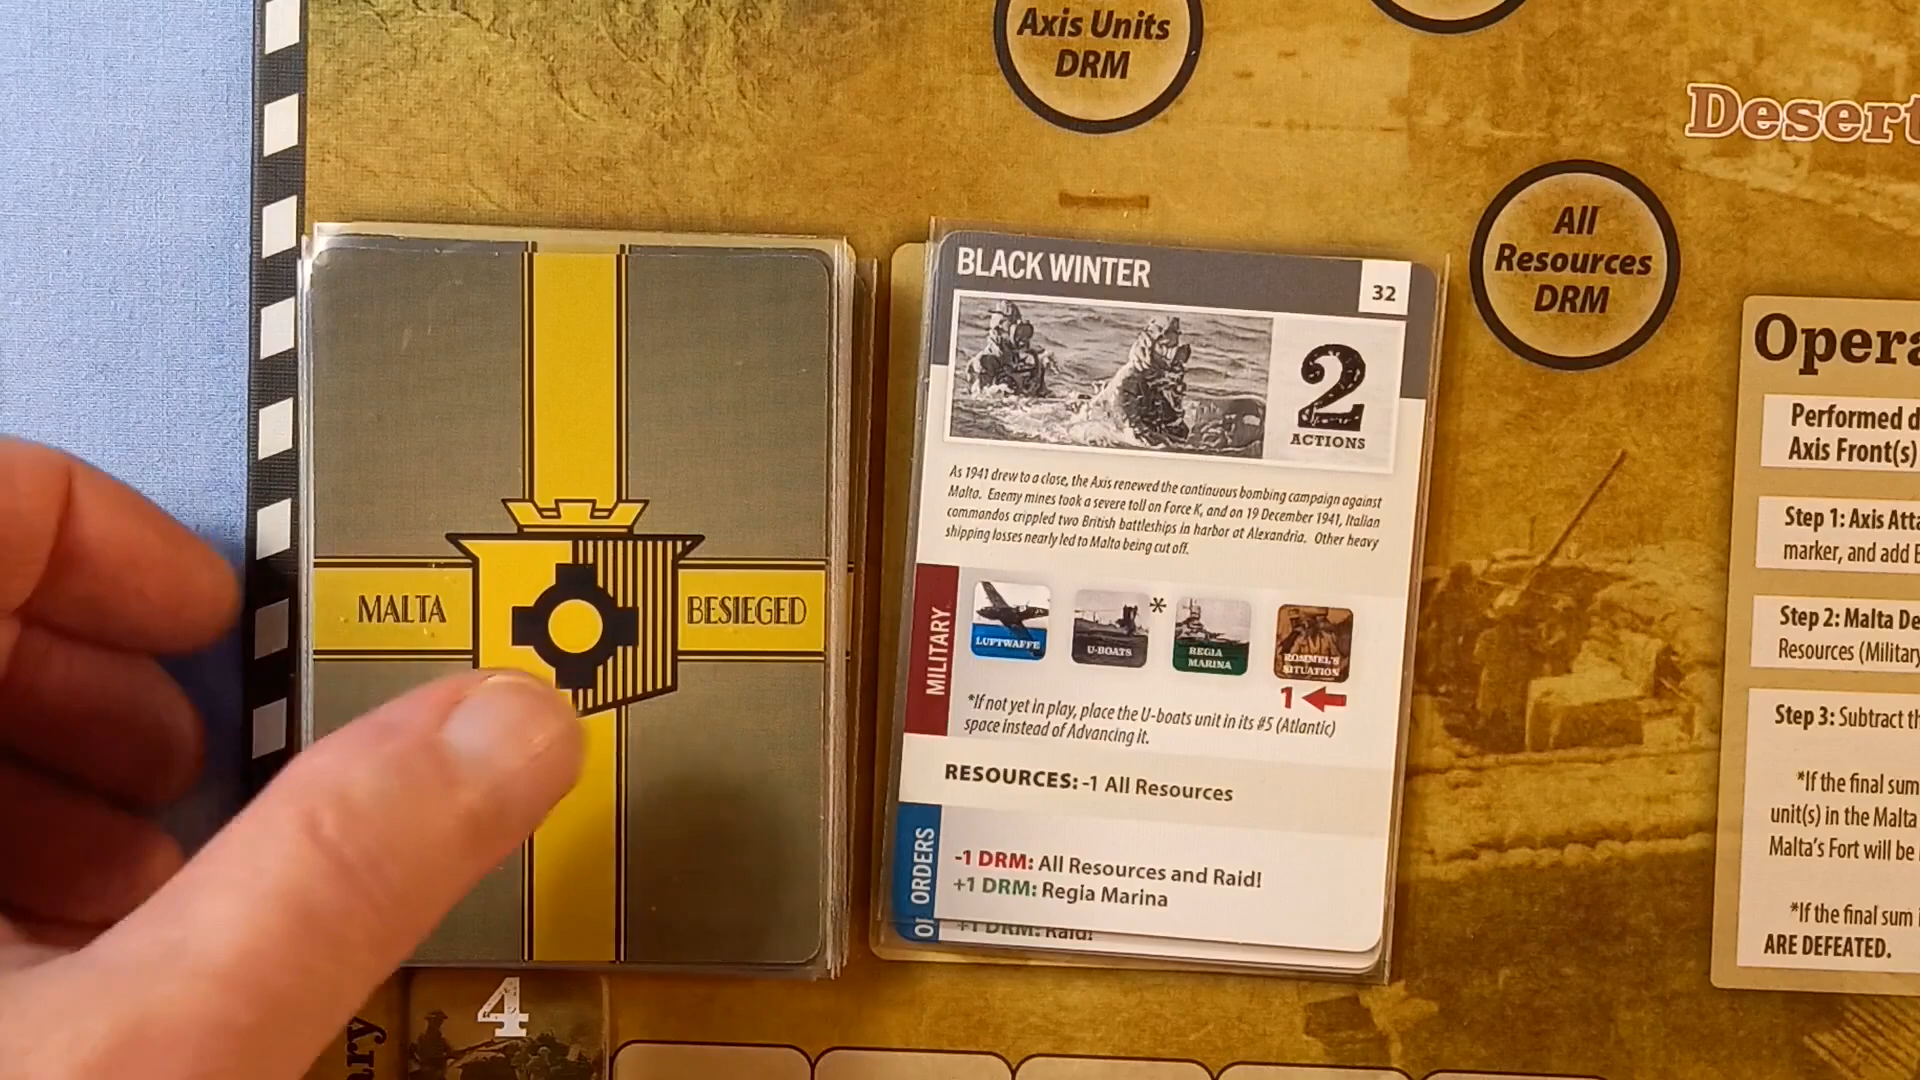 Axis Units
DRM
Desert
All
Resources
DRM
MALTA
BESIEGED
4
BLACK WINTER
32
2
ACTIONS
As 1941 drew to a close, the Axis renewed the continuous bombing campaign against
Malta. Enemy mines took a severe toll on Force K, and on 19 December 1941, Italian
commandos crippled two British battleships in harbor at Alexandria. Other heavy
shipping losses nearly led to Malta being cut off.
MILITARY
LUFTWAFFE
U-BOATS
*
REGIA
MARINA
ROMMEL'S
SITUATION
1
*If not yet in play, place the U-boats unit in its #5 (Atlantic)
space instead of Advancing it.
RESOURCES: -1 All Resources
ORDERS
-1 DRM: All Resources and Raid!
+1 DRM: Regia Marina
+1 DRM: Raid!
Performed
Axis Front(s)
Step 1: Axis
marker, and add
Step 2: Malta
Resources (Military
Step 3: Subtract
*If the final sum
unit(s) in the Malta
Malta's Fort will be
*If the final sum
ARE DEFEATED.